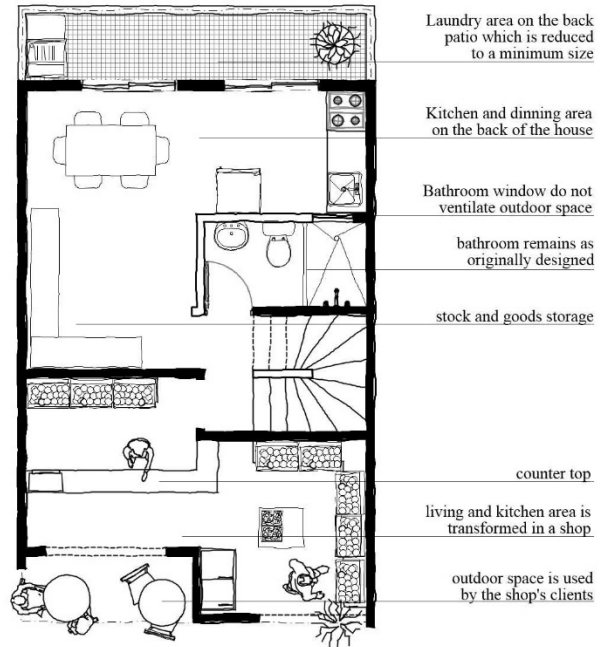 Laundry area on the back
patio which is reduced
to a minimum size
Kitchen and dinning area
on the back of the house
Bathroom window do not
ventilate outdoor space
bathroom remains as
originally designed
stock and goods storage
counter top
living and kitchen area is
transformed in a shop
outdoor space is used
by the shop's clients